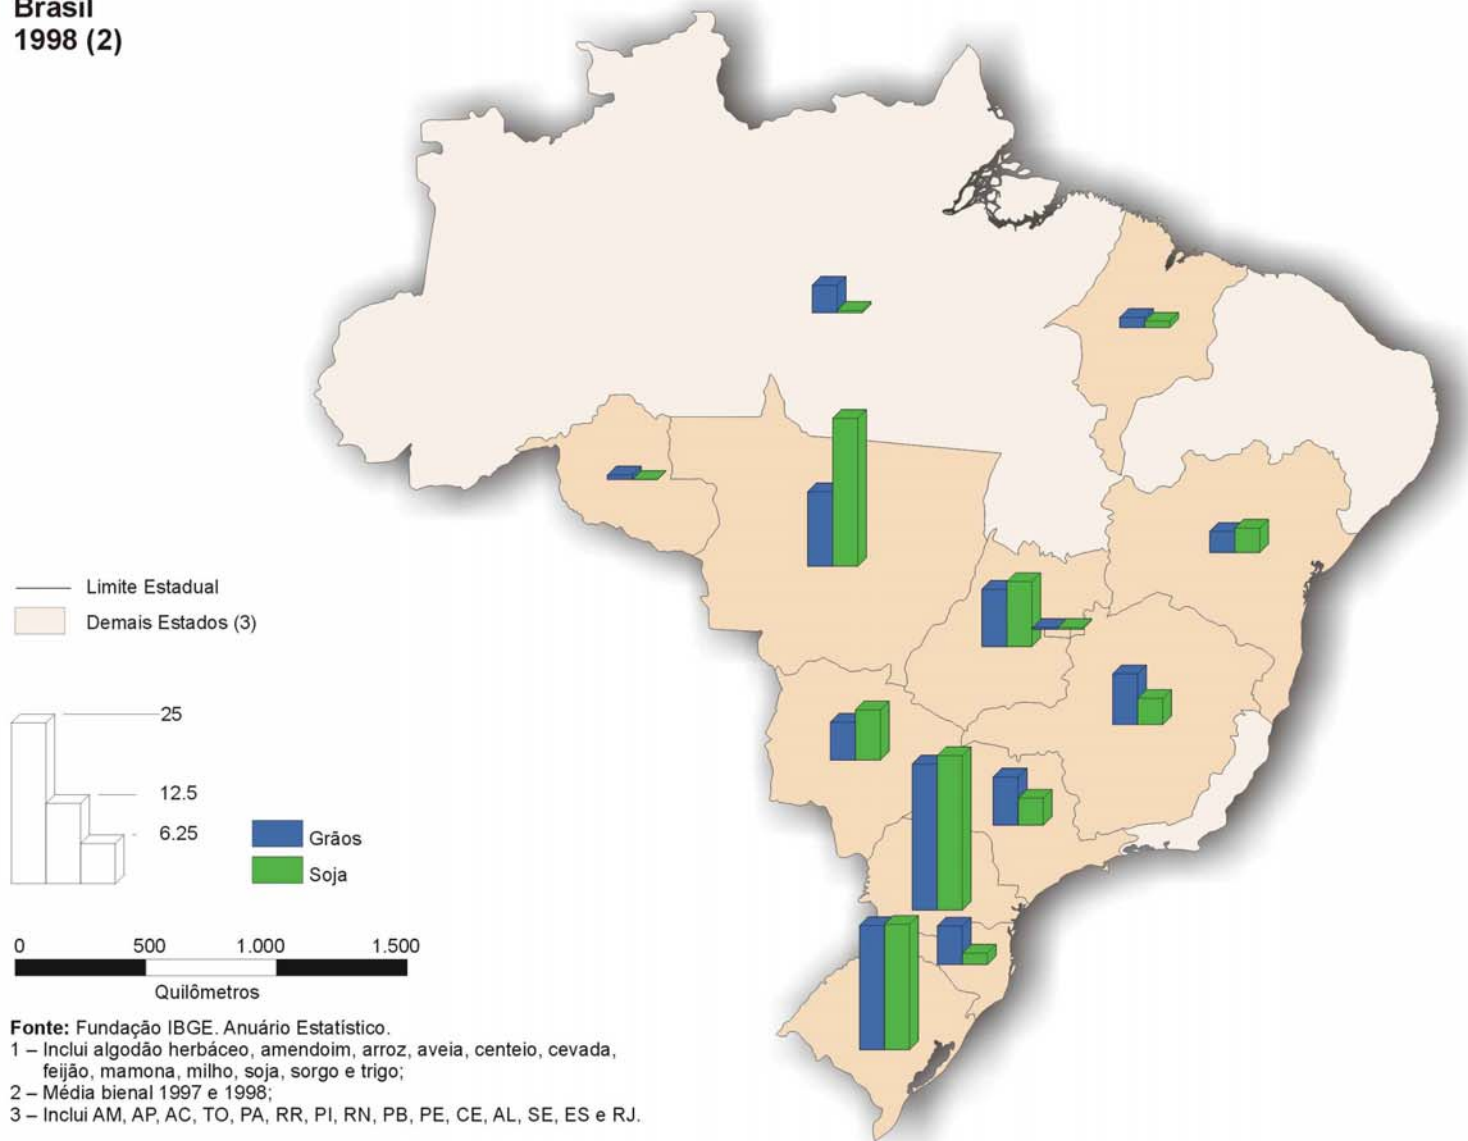 Brasil
1998 (2)
Limite Estadual
Demais Estados (3)
25
12.5
6.25
Grãos
Soja
0 500 1.000 1.500
Quilômetros
Fonte: Fundação IBGE. Anuário Estatístico.
1 – Inclui algodão herbáceo, amendoim, arroz, aveia, centeio, cevada,
feijão, mamona, milho, soja, sorgo e trigo;
2 – Média bienal 1997 e 1998;
3 – Inclui AM, AP, AC, TO, PA, RR, PI, RN, PB, PE, CE, AL, SE, ES e RJ.